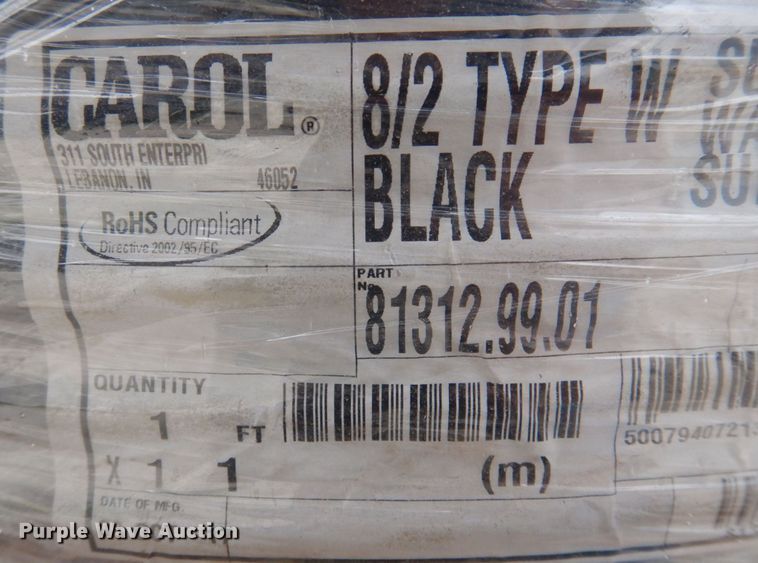 CAROL®
311 SOUTH ENTERPRI
LEBANON, IN 46052
RoHS Compliant
Directive 2002/95/EC
8/2 TYPE W
BLACK
PART No.
81312.99.01
QUANTITY
1 FT
X 1 1 (m)
DATE OF MFG.
Purple Wave Auction